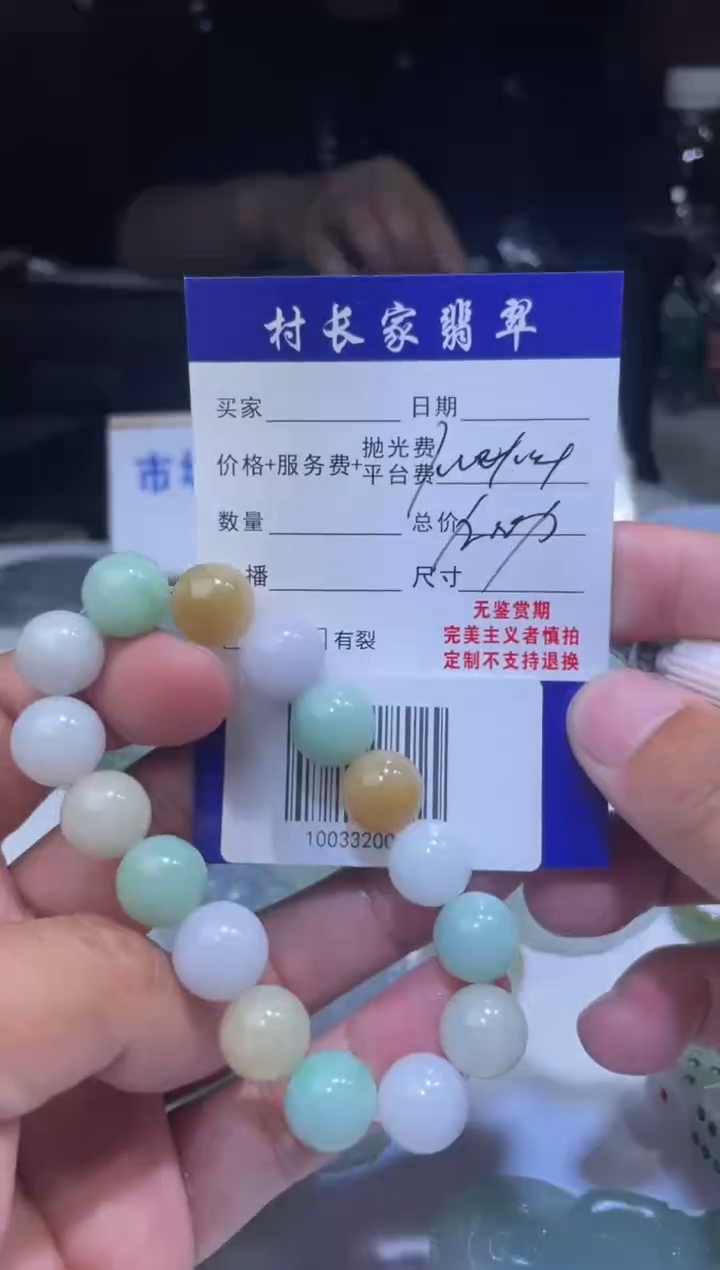 村长家翡翠
买家 日期
价格+服务费+抛光费平台费
市
数量 总价
播 尺寸
有裂
无鉴赏期
完美主义者慎拍
定制不支持退换
10033200